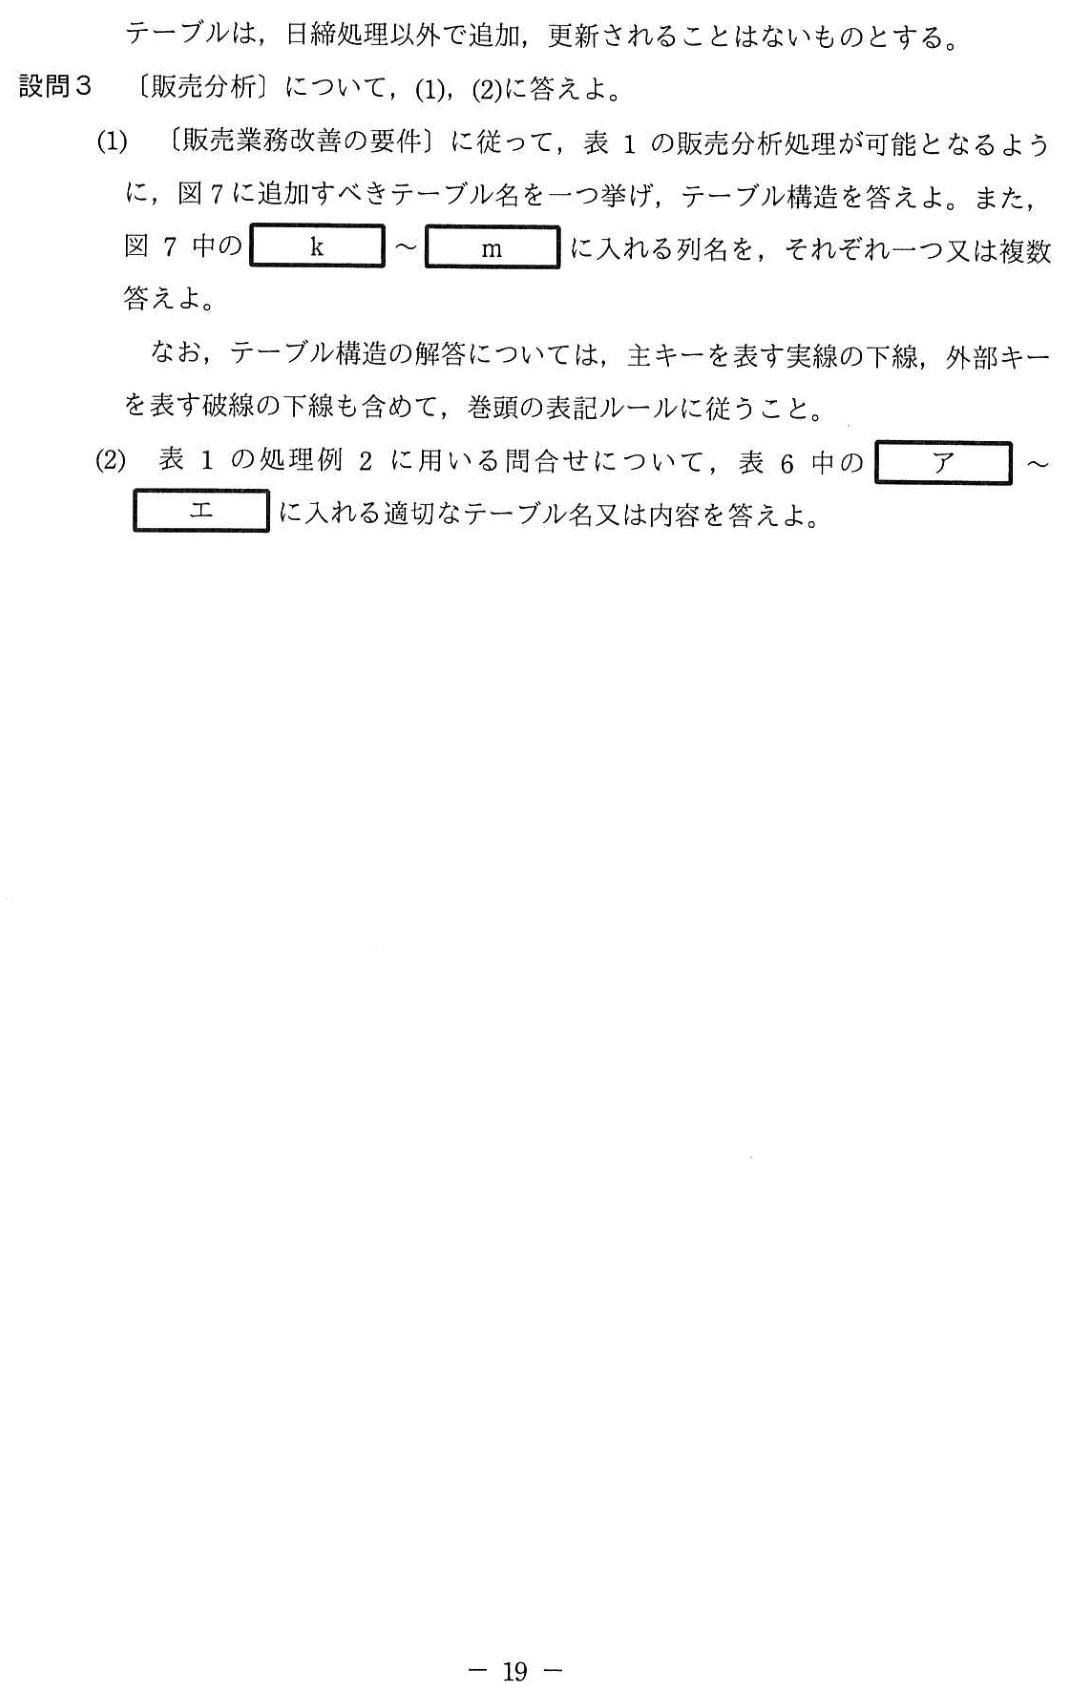 テーブルは，日締処理以外で追加，更新されることはないものとする。
設問3 〔販売分析〕について，(1)，(2)に答えよ。
(1) 〔販売業務改善の要件〕に従って，表 1 の販売分析処理が可能となるよう
に，図 7 に追加すべきテーブル名を一つ挙げ，テーブル構造を答えよ。また，
図 7 中の k ～ m に入れる列名を，それぞれ一つ又は複数
答えよ。
なお，テーブル構造の解答については，主キーを表す実線の下線，外部キー
を表す破線の下線も含めて，巻頭の表記ルールに従うこと。
(2) 表 1 の処理例 2 に用いる問合せについて，表 6 中の ア ～
エ に入れる適切なテーブル名又は内容を答えよ。
－ 19 －